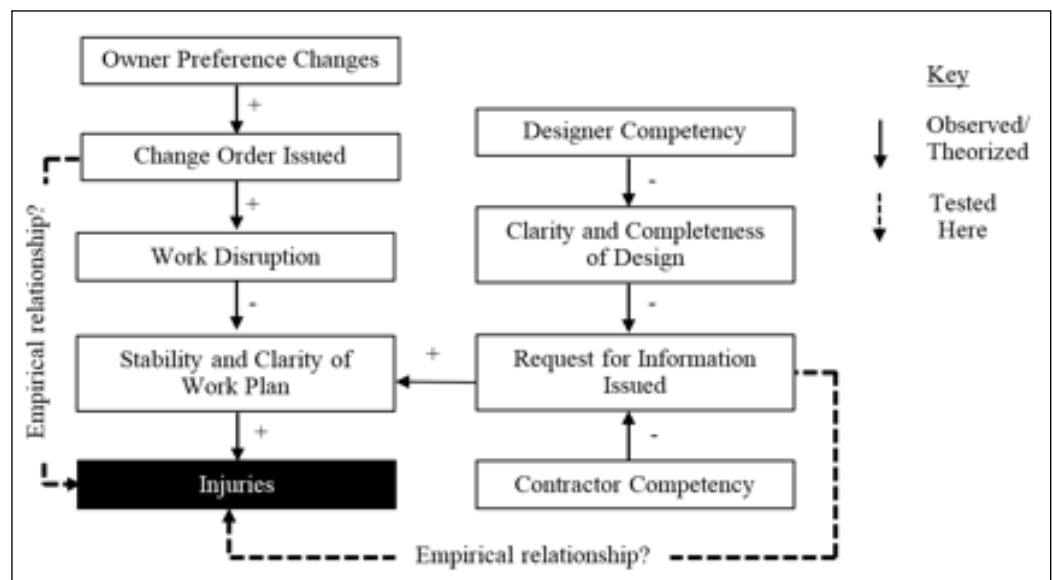 Owner Preference Changes
+
Change Order Issued
+
Work Disruption
-
Stability and Clarity of
Work Plan
+
Injuries
Empirical relationship?
Designer Competency
-
Clarity and Completeness
of Design
-
Request for Information
Issued
+
-
Contractor Competency
Empirical relationship?
Key
Observed/
Theorized
Tested
Here